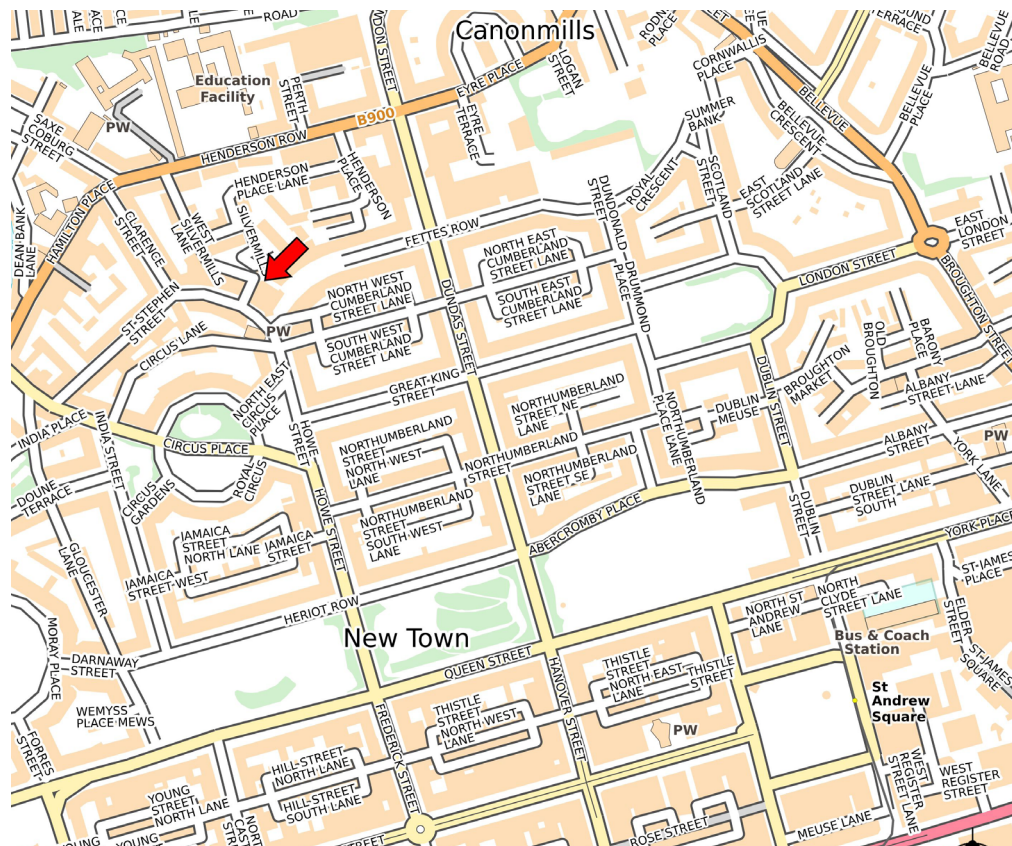 ROAD
Canonmills
Education
Facility
PERTH
STREET
EYRE PLACE
LOGAN
STREET
CORNWALLIS
PLACE
BELLEVUE
BELLEVUE
ROAD
BELLEVUE
PLACE
BELLEVUE
CRESCENT
SAXE
COBURG
STREET
PW
B900
HENDERSON ROW
EYRE
TERRACE
SUMMER
BANK
HENDERSON
PLACE LANE
HENDERSON
PLACE
ROYAL
CRESCENT
SCOTLAND
STREET
EAST
SCOTLAND
STREET LANE
DEAN-BANK
LANE
HAMILTON PLACE
CLARENCE
STREET
WEST
SILVERMILLS
LANE
FETTES ROW
DUNDONALD
STREET
DRUMMOND
PLACE
EAST
LONDON
STREET
LONDON STREET
BROUGHTON STREET
NORTH EAST
CUMBERLAND
STREET LANE
SOUTH EAST
CUMBERLAND
STREET LANE
NORTH WEST
CUMBERLAND
STREET LANE
SOUTH WEST
CUMBERLAND
STREET LANE
DUNDAS STREET
ST-STEPHEN
STREET
PW
CIRCUS LANE
GREAT-KING
STREET
OLD
BROUGHTON
BARONY
PLACE
BROUGHTON
MARKET
ALBANY
STREET-LANE
INDIA PLACE
INDIA STREET
CIRCUS PLACE
NORTH EAST
CIRCUS
PLACE
HOWE
STREET
NORTHUMBERLAND
STREET NE
LANE
DUBLIN
MEUSE
DUBLIN STREET
NORTHUMBERLAND
STREET
NORTH-WEST
LANE
NORTHUMBERLAND
STREET
NORTHUMBERLAND
STREET SE
LANE
NORTHUMBERLAND
PLACE LANE
ALBANY
STREET
PW
YORK LANE
DOUNE
TERRACE
CIRCUS
GARDENS
ROYAL
CIRCUS
HOWE STREET
NORTHUMBERLAND
STREET
SOUTH-WEST
LANE
ABERCROMBY PLACE
DUBLIN
STREET LANE
SOUTH
DUBLIN
STREET
YORK PLACE
JAMAICA
STREET
NORTH LANE
JAMAICA
STREET
JAMAICA
STREET-WEST
GLOUCESTER
LANE
HERIOT ROW
New Town
NORTH ST
ANDREW
LANE
NORTH
CLYDE
STREET LANE
ST-JAMES
PLACE
ELDER
STREET
ST-JAMES
SQUARE
Bus & Coach
Station
MORAY PLACE
DARNAWAY
STREET
QUEEN STREET
HANOVER STREET
THISTLE
STREET
NORTH-EAST
LANE
THISTLE
STREET
St
Andrew
Square
WEMYSS
PLACE MEWS
FORRES
STREET
FREDERICK STREET
THISTLE
STREET
NORTH-WEST
LANE
PW
HILL-STREET
NORTH LANE
HILL-STREET
SOUTH LANE
YOUNG
STREET
NORTH LANE
WEST
REGISTER
STREET LANE
WEST
REGISTER
STREET
ROSE STREET
MEUSE LANE